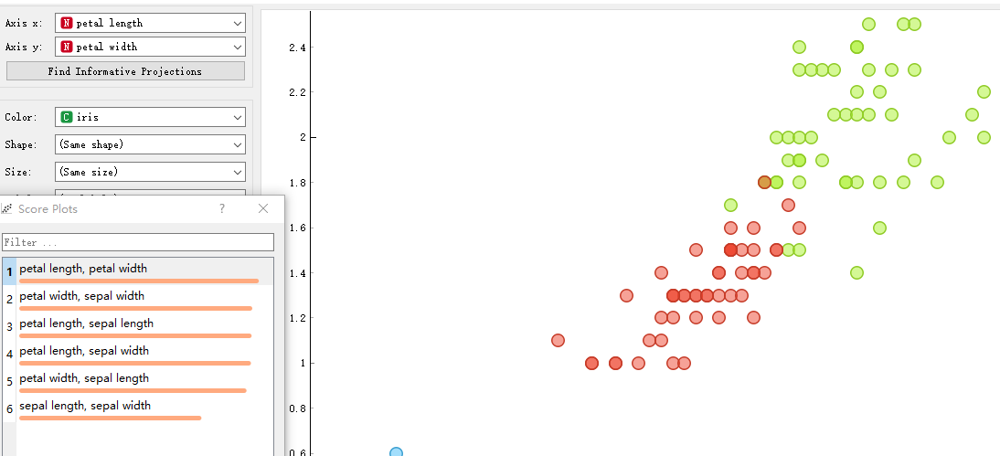 Axis x: N petal length
Axis y: N petal width
Find Informative Projections
Color: C iris
Shape: (Same shape)
Size: (Same size)
Score Plots
?
Filter ...
1 petal length, petal width
2 petal width, sepal width
3 petal length, sepal length
4 petal length, sepal width
5 petal width, sepal length
6 sepal length, sepal width
2.4
2.2
2
1.8
1.6
1.4
1.2
1
0.8
0.6